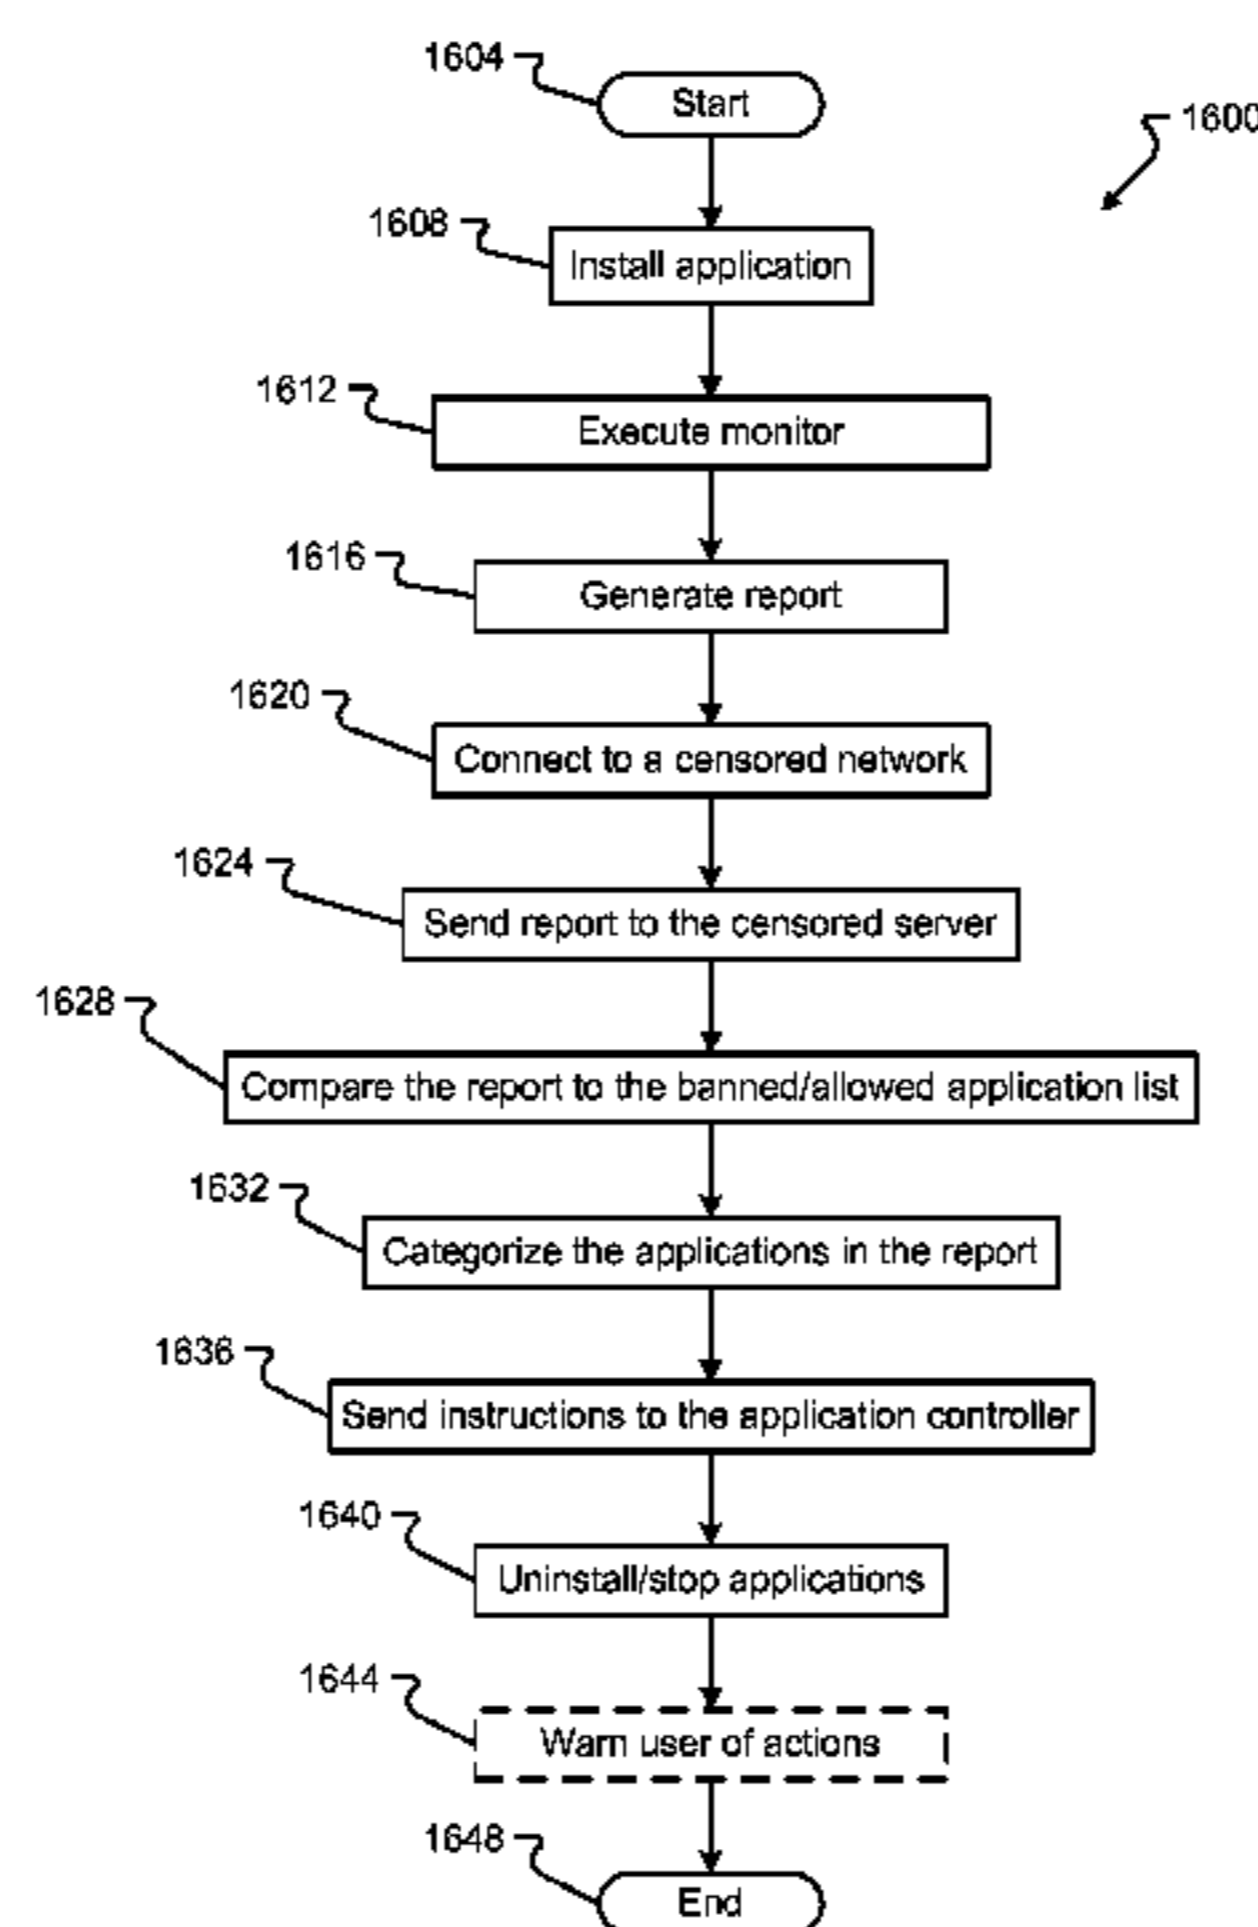 1604
Start
1600
1608
Install application
1612
Execute monitor
1616
Generate report
1620
Connect to a censored network
1624
Send report to the censored server
1628
Compare the report to the banned/allowed application list
1632
Categorize the applications in the report
1636
Send instructions to the application controller
1640
Uninstall/stop applications
1644
Warn user of actions
1648
End